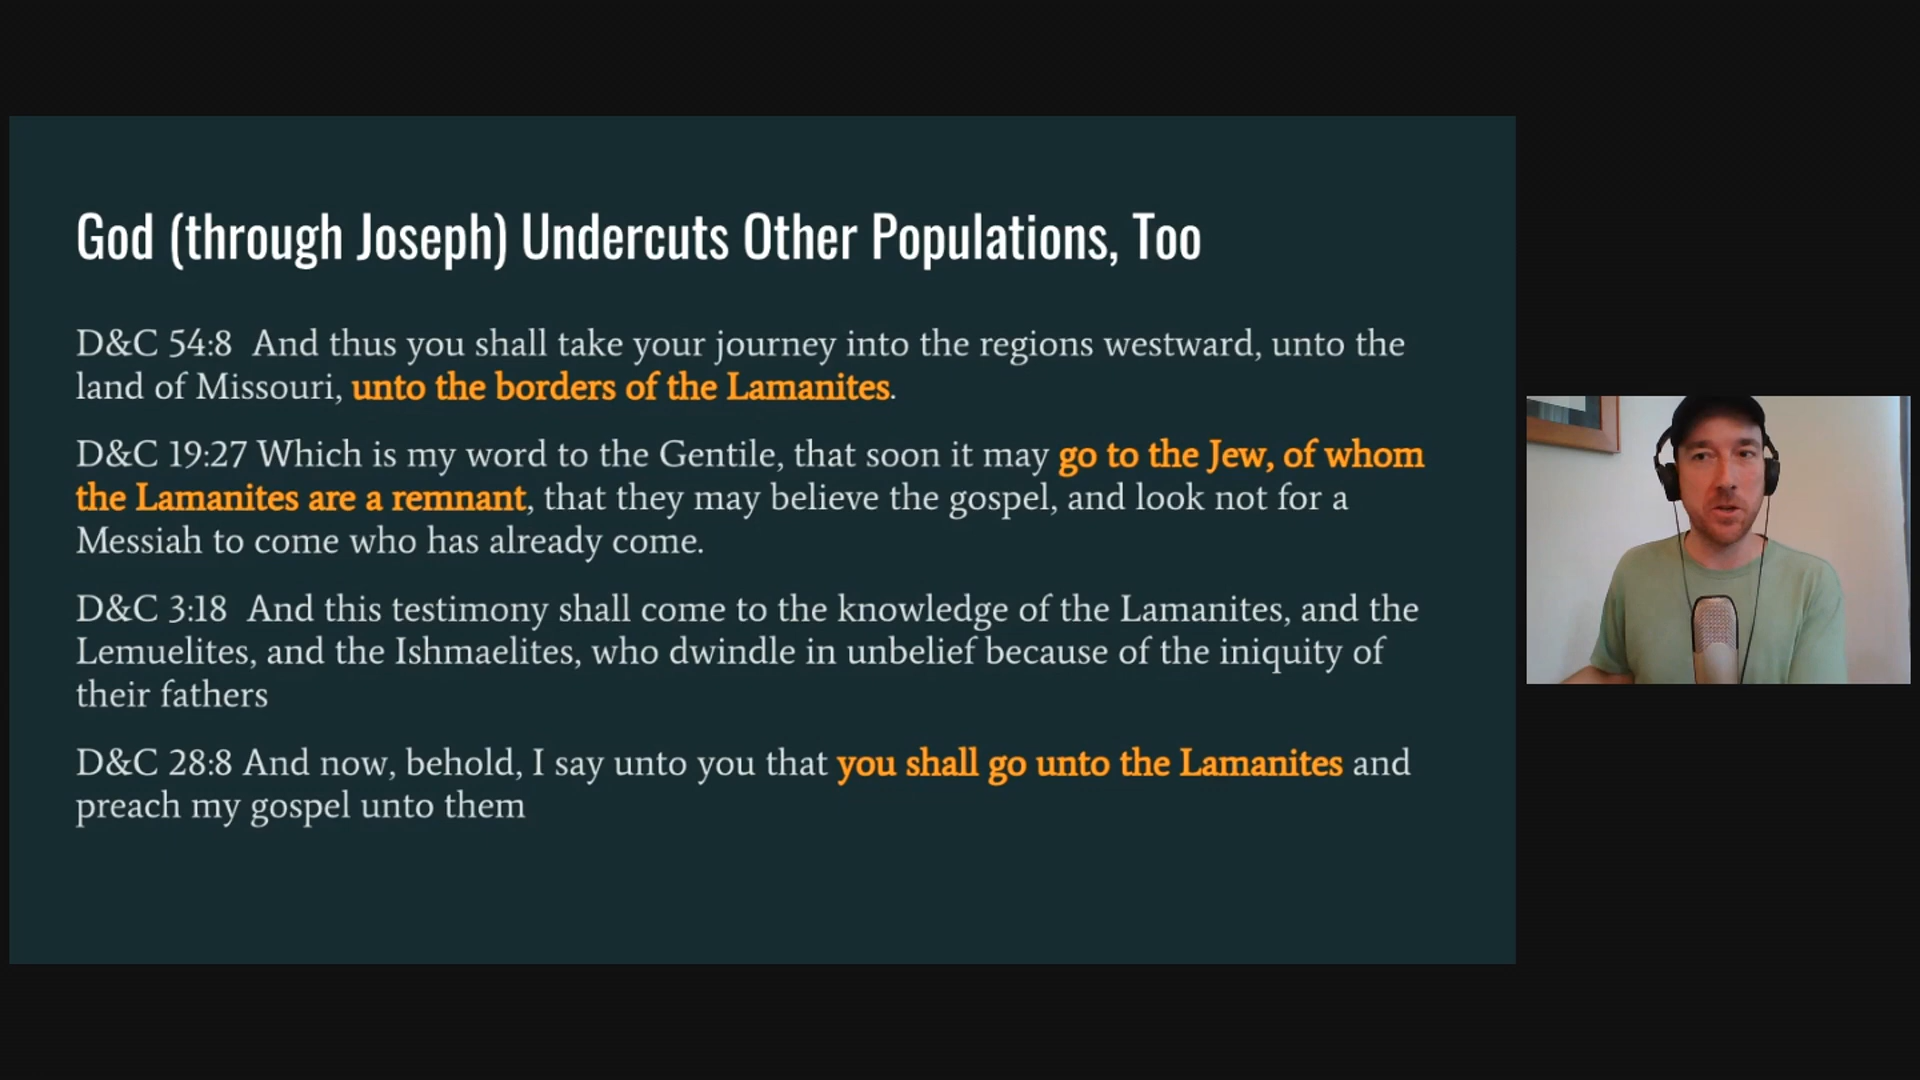 God (through Joseph) Undercuts Other Populations, Too
D&C 54:8  And thus you shall take your journey into the regions westward, unto the
land of Missouri, unto the borders of the Lamanites.
D&C 19:27 Which is my word to the Gentile, that soon it may go to the Jew, of whom
the Lamanites are a remnant, that they may believe the gospel, and look not for a
Messiah to come who has already come.
D&C 3:18  And this testimony shall come to the knowledge of the Lamanites, and the
Lemuelites, and the Ishmaelites, who dwindle in unbelief because of the iniquity of
their fathers
D&C 28:8 And now, behold, I say unto you that you shall go unto the Lamanites and
preach my gospel unto them